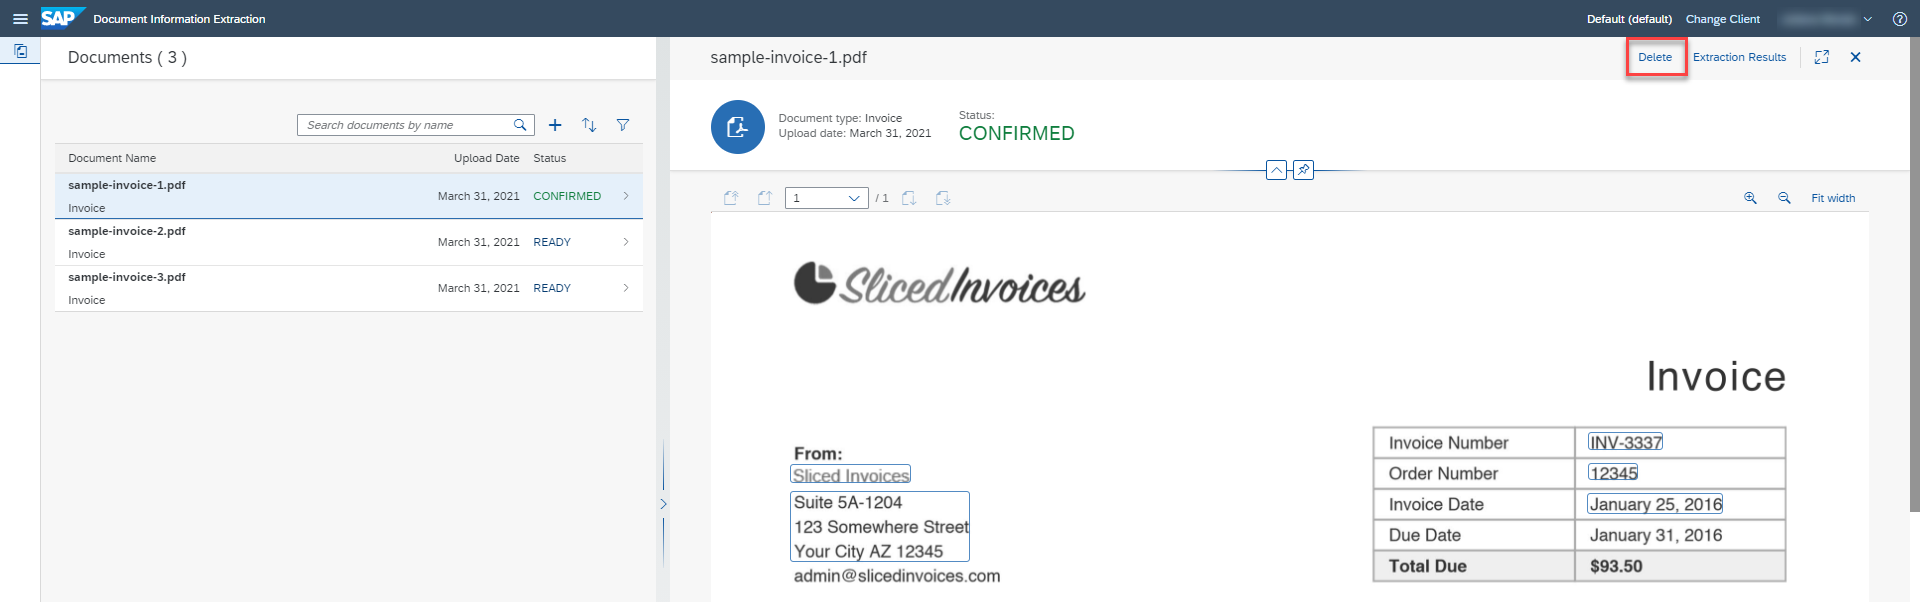 SAP Document Information Extraction
Default (default) Change Client
Documents ( 3 )
Search documents by name
Document Name Upload Date Status
sample-invoice-1.pdf
Invoice
March 31, 2021 CONFIRMED
sample-invoice-2.pdf
Invoice
March 31, 2021 READY
sample-invoice-3.pdf
Invoice
March 31, 2021 READY
sample-invoice-1.pdf
Delete Extraction Results
Document type: Invoice
Upload date: March 31, 2021
Status:
CONFIRMED
1 / 1
Fit width
Sliced Invoices
Invoice
From:
Sliced Invoices
Suite 5A-1204
123 Somewhere Street
Your City AZ 12345
admin@slicedinvoices.com
Invoice Number INV-3337
Order Number 12345
Invoice Date January 25, 2016
Due Date January 31, 2016
Total Due $93.50